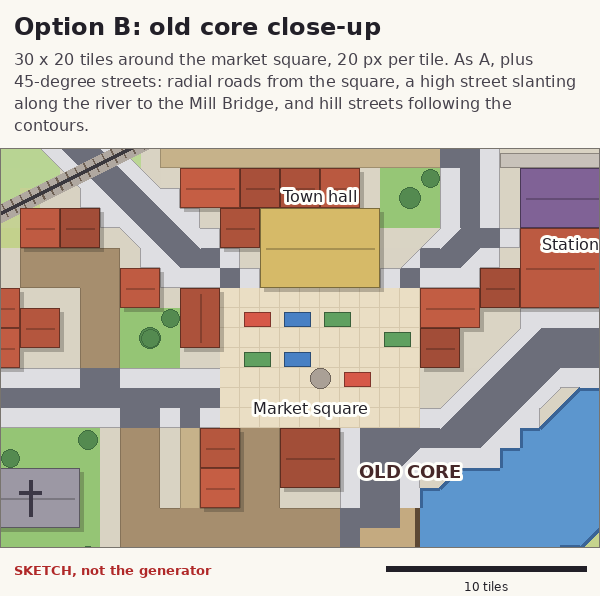 Option B: old core close-up
30 x 20 tiles around the market square, 20 px per tile. As A, plus
45-degree streets: radial roads from the square, a high street slanting
along the river to the Mill Bridge, and hill streets following the
contours.
Town hall
Station
Market square
OLD CORE
SKETCH, not the generator
10 tiles